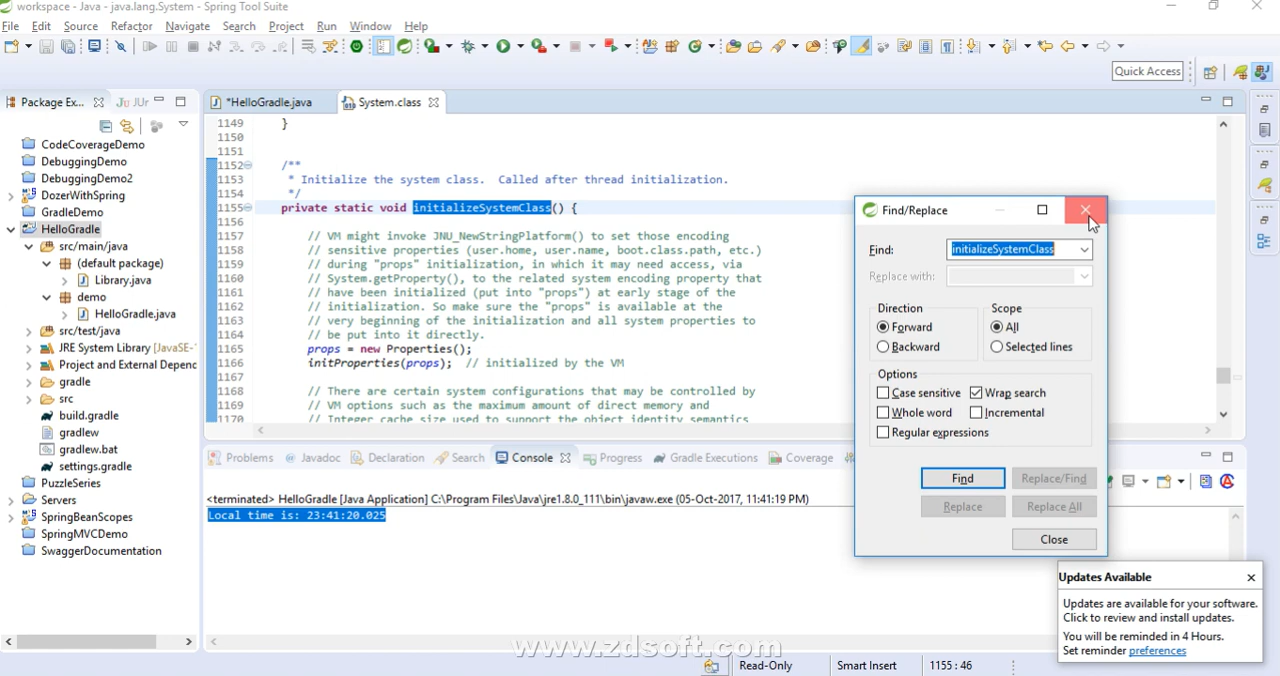 workspace - Java - java.lang.System - Spring Tool Suite
File Edit Source Refactor Navigate Search Project Run Window Help
Quick Access
Package Ex... Ju JUr
*HelloGradle.java System.class
CodeCoverageDemo
DebuggingDemo
DebuggingDemo2
DozerWithSpring
GradleDemo
HelloGradle
src/main/java
(default package)
Library.java
demo
HelloGradle.java
src/test/java
JRE System Library [JavaSE-1
Project and External Depend
gradle
src
build.gradle
gradlew
gradlew.bat
settings.gradle
PuzzleSeries
Servers
SpringBeanScopes
SpringMVCDemo
SwaggerDocumentation
1149 }
1150
1151
1152 /**
1153 * Initialize the system class. Called after thread initialization.
1154 */
1155 private static void initializeSystemClass() {
1156
1157 // VM might invoke JNU_NewStringPlatform() to set those encoding
1158 // sensitive properties (user.home, user.name, boot.class.path, etc.)
1159 // during "props" initialization, in which it may need access, via
1160 // System.getProperty(), to the related system encoding property that
1161 // have been initialized (put into "props") at early stage of the
1162 // initialization. So make sure the "props" is available at the
1163 // very beginning of the initialization and all system properties to
1164 // be put into it directly.
1165 props = new Properties();
1166 initProperties(props); // initialized by the VM
1167
1168 // There are certain system configurations that may be controlled by
1169 // VM options such as the maximum amount of direct memory and
1170 // Integer cache size used to support the object identity semantics
Find/Replace
Find: initializeSystemClass
Replace with:
Direction Scope
Forward All
Backward Selected lines
Options
Case sensitive Wrap search
Whole word Incremental
Regular expressions
Find Replace/Find
Replace Replace All
Close
Problems @ Javadoc Declaration Search Console Progress Gradle Executions Coverage
<terminated> HelloGradle [Java Application] C:\Program Files\Java\jre1.8.0_111\bin\javaw.exe (05-Oct-2017, 11:41:19 PM)
Local time is: 23:41:20.025
Updates Available
Updates are available for your software.
Click to review and install updates.
You will be reminded in 4 Hours.
Set reminder preferences
www.zdsoft.com
Read-Only Smart Insert 1155 : 46